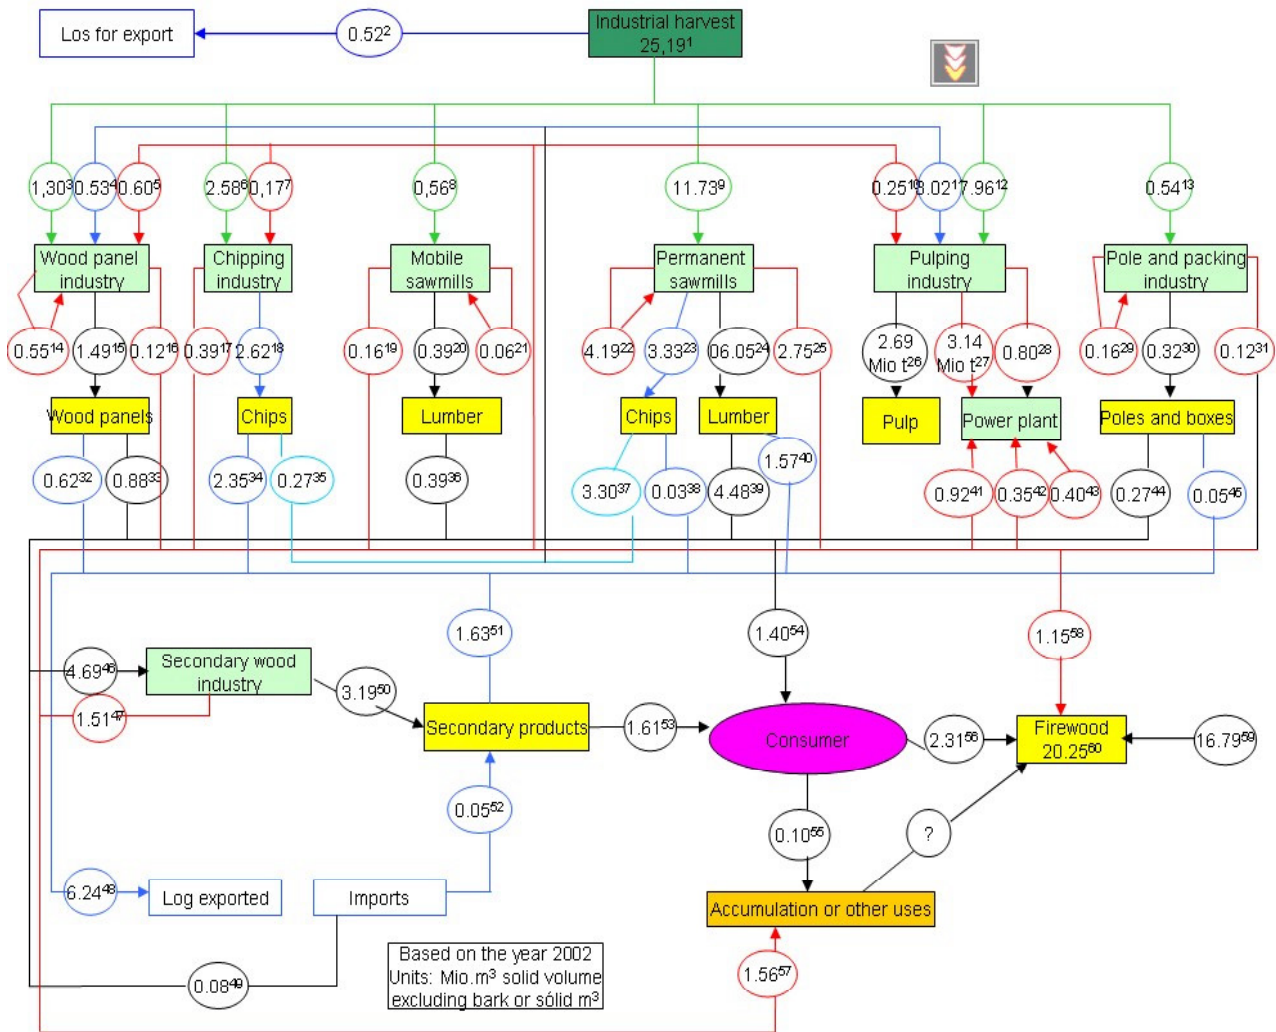 Los for export
0.52²
Industrial harvest
25,19¹
1,30³
0.53⁴
0.60⁵
2.58⁶
0,17⁷
0,56⁸
11.73⁹
0.25¹⁰
3.02¹¹
7.96¹²
0.54¹³
Wood panel
industry
Chipping
industry
Mobile
sawmills
Permanent
sawmills
Pulping
industry
Pole and packing
industry
0.55¹⁴
1.49¹⁵
0.12¹⁶
0.39¹⁷
2.62¹⁸
0.16¹⁹
0.39²⁰
0.06²¹
4.19²²
3.33²³
06.05²⁴
2.75²⁵
2.69
Mio t²⁶
3.14
Mio t²⁷
0.80²⁸
0.16²⁹
0.32³⁰
0.12³¹
Wood panels
Chips
Lumber
Chips
Lumber
Pulp
Power plant
Poles and boxes
0.62³²
0.88³³
2.35³⁴
0.27³⁵
0.39³⁶
3.30³⁷
0.03³⁸
4.48³⁹
1.57⁴⁰
0.92⁴¹
0.35⁴²
0.40⁴³
0.27⁴⁴
0.05⁴⁵
4.69⁴⁶
1.51⁴⁷
Secondary wood
industry
3.19⁵⁰
1.63⁵¹
Secondary products
1.61⁵³
1.40⁵⁴
Consumer
2.31⁵⁶
1.15⁵⁸
Firewood
20.25⁶⁰
16.79⁵⁹
0.05⁵²
0.10⁵⁵
?
6.24⁴⁸
Log exported
Imports
Accumulation or other uses
0.08⁴⁹
Based on the year 2002
Units: Mio.m³ solid volume
excluding bark or sólid m³
1.56⁵⁷